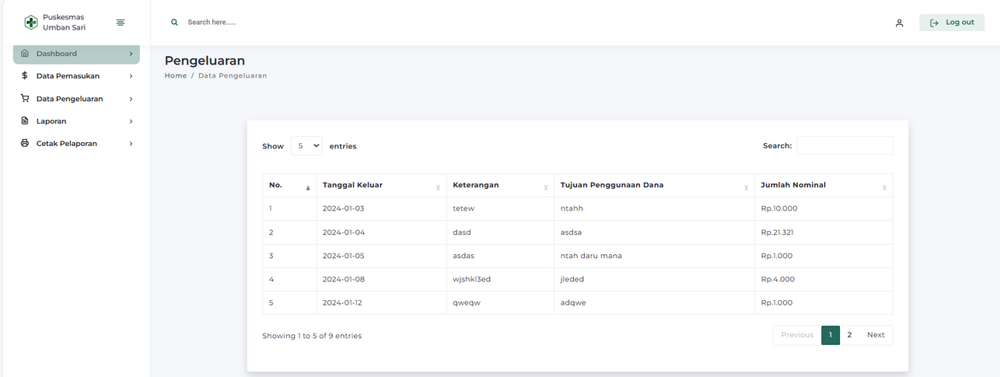 Puskesmas
Umban Sari
Search here.....
Log out
Dashboard
Data Pemasukan
Data Pengeluaran
Laporan
Cetak Pelaporan
Pengeluaran
Home / Data Pengeluaran
Show 5 entries
Search:
No. Tanggal Keluar Keterangan Tujuan Penggunaan Dana Jumlah Nominal
1 2024-01-03 tetew ntahh Rp.10.000
2 2024-01-04 dasd asdsa Rp.21.321
3 2024-01-05 asdas ntah daru mana Rp.1.000
4 2024-01-08 wjshkl3ed jleded Rp.4.000
5 2024-01-12 qweqw adqwe Rp.1.000
Showing 1 to 5 of 9 entries
Previous 1 2 Next